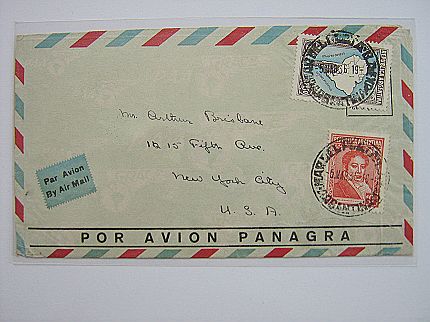 Mr. Arthur Brisbane
1215 Fifth Ave.
New York City
U. S. A.
Par Avion
By Air Mail
POR AVION PANAGRA